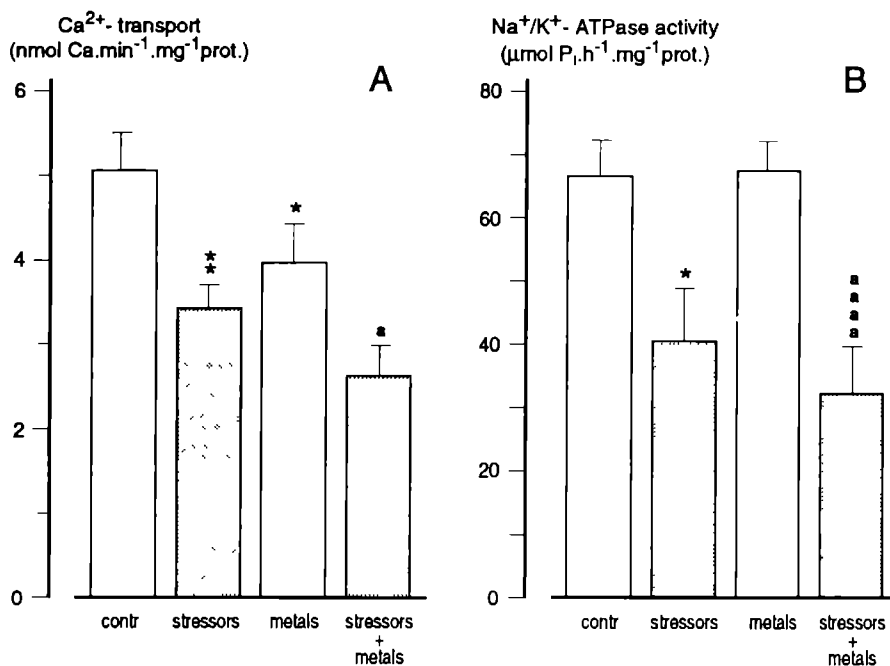 Ca²⁺- transport
(nmol Ca.min⁻¹.mg⁻¹prot.)
A
6
4
2
0
**
*
a
contr
stressors
metals
stressors
+
metals
Na⁺/K⁺- ATPase activity
(µmol Pᵢ.h⁻¹.mg⁻¹prot.)
B
80
60
40
20
0
*
a
a
a
a
contr
stressors
metals
stressors
+
metals